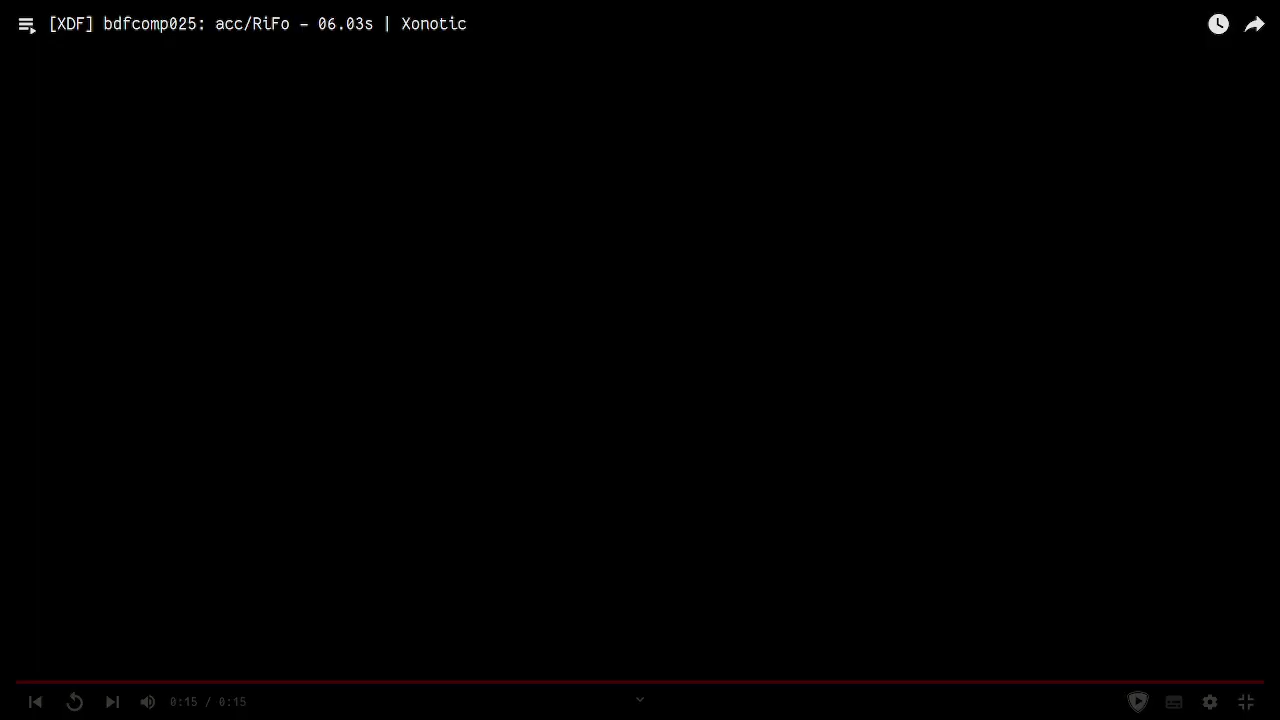 [XDF] bdfcomp025: acc/RiFo – 06.03s | Xonotic
0:15 / 0:15